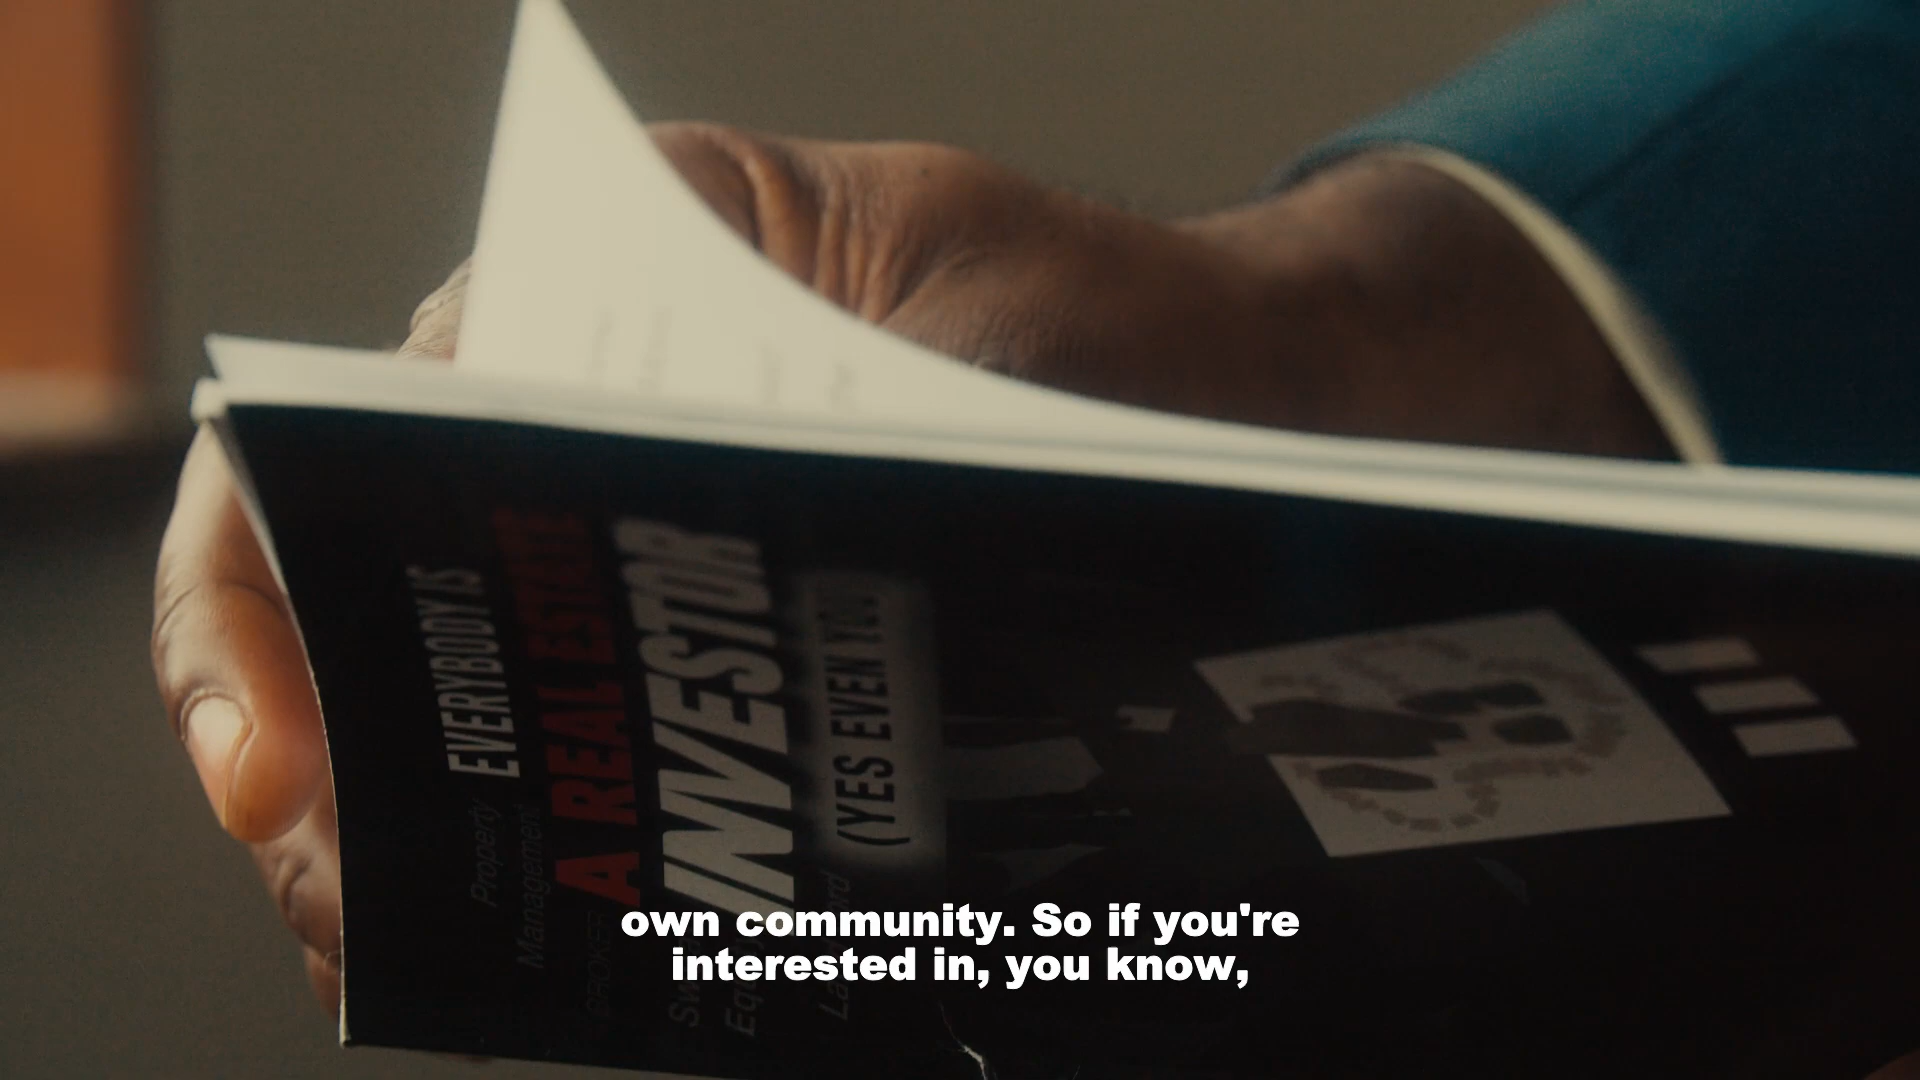 EVERYBODY IS
A REAL ESTATE
INVESTOR
(YES EVEN YOU)
Property
Management
BROKER
own community. So if you're
interested in, you know,